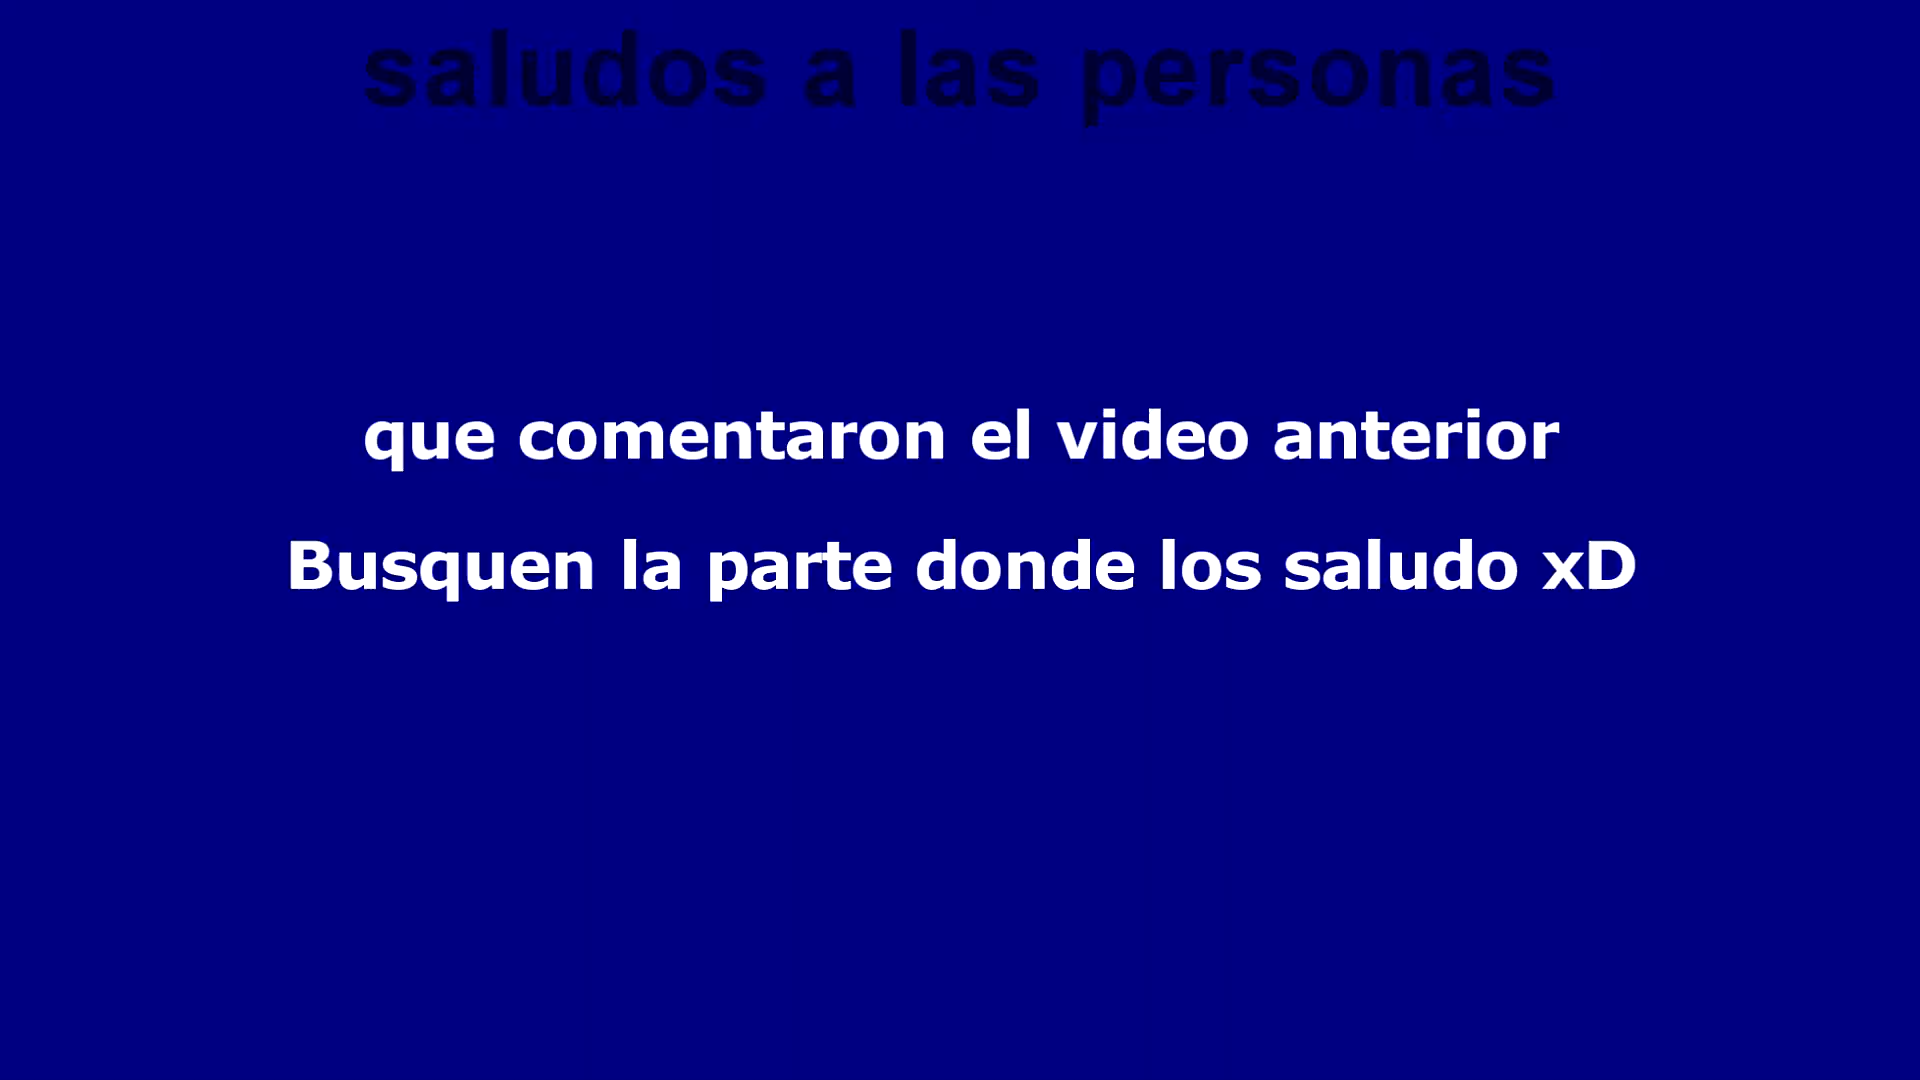 saludos a las personas
que comentaron el video anterior
Busquen la parte donde los saludo xD